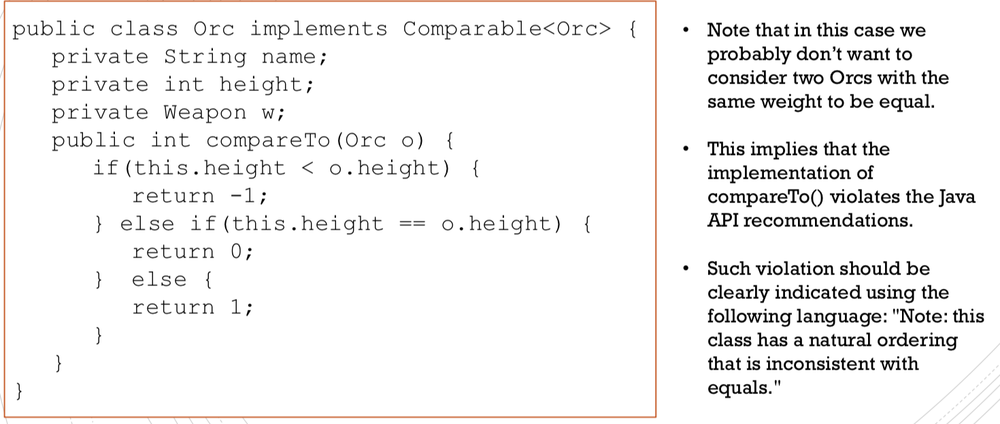 public class Orc implements Comparable<Orc> {
private String name;
private int height;
private Weapon w;
public int compareTo(Orc o) {
if(this.height < o.height) {
return -1;
} else if(this.height == o.height) {
return 0;
} else {
return 1;
}
}
}
• Note that in this case we
probably don’t want to
consider two Orcs with the
same weight to be equal.
• This implies that the
implementation of
compareTo() violates the Java
API recommendations.
• Such violation should be
clearly indicated using the
following language: "Note: this
class has a natural ordering
that is inconsistent with
equals."